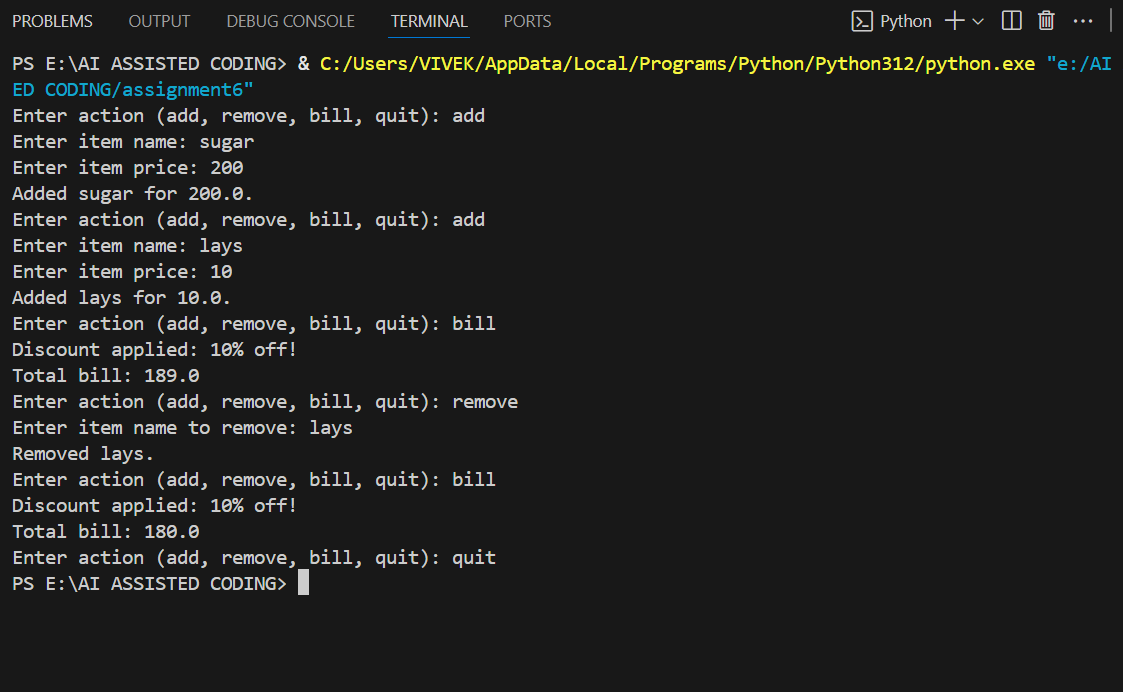 PROBLEMS OUTPUT DEBUG CONSOLE TERMINAL PORTS Python
PS E:\AI ASSISTED CODING> & C:/Users/VIVEK/AppData/Local/Programs/Python/Python312/python.exe "e:/AI
ED CODING/assignment6"
Enter action (add, remove, bill, quit): add
Enter item name: sugar
Enter item price: 200
Added sugar for 200.0.
Enter action (add, remove, bill, quit): add
Enter item name: lays
Enter item price: 10
Added lays for 10.0.
Enter action (add, remove, bill, quit): bill
Discount applied: 10% off!
Total bill: 189.0
Enter action (add, remove, bill, quit): remove
Enter item name to remove: lays
Removed lays.
Enter action (add, remove, bill, quit): bill
Discount applied: 10% off!
Total bill: 180.0
Enter action (add, remove, bill, quit): quit
PS E:\AI ASSISTED CODING>